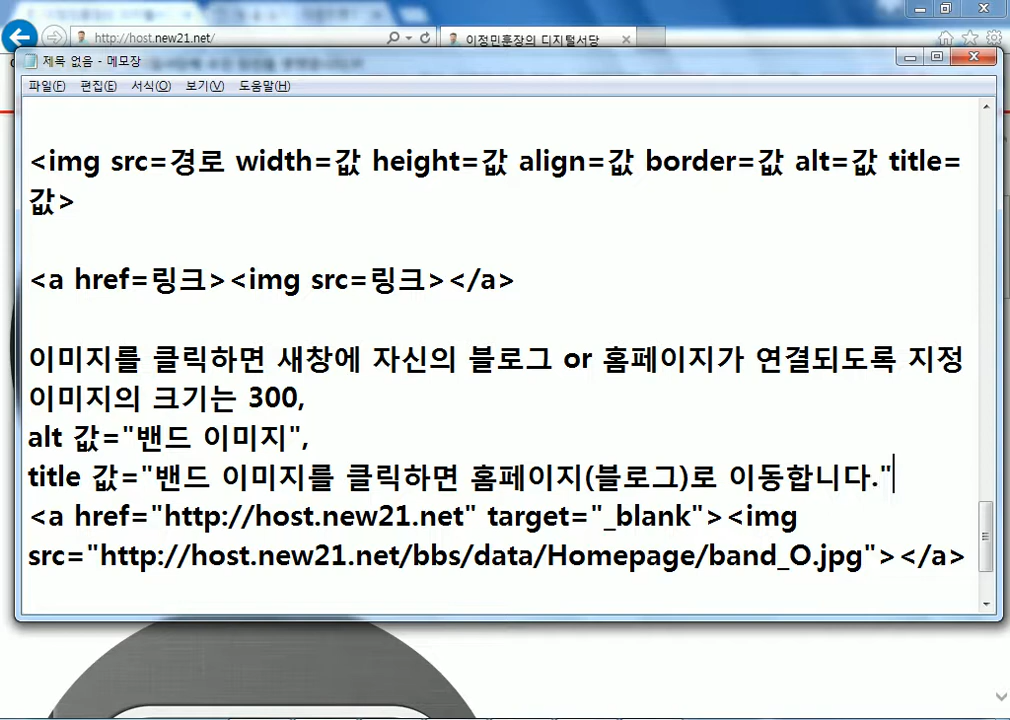 http://host.new21.net/
이정민훈장의 디지털서당
제목 없음 - 메모장
파일(F) 편집(E) 서식(O) 보기(V) 도움말(H)
<img src=경로 width=값 height=값 align=값 border=값 alt=값 title=
값>
<a href=링크><img src=링크></a>
이미지를 클릭하면 새창에 자신의 블로그 or 홈페이지가 연결되도록 지정
이미지의 크기는 300,
alt 값="밴드 이미지",
title 값="밴드 이미지를 클릭하면 홈페이지(블로그)로 이동합니다."
<a href="http://host.new21.net" target="_blank"><img
src="http://host.new21.net/bbs/data/Homepage/band_O.jpg"></a>